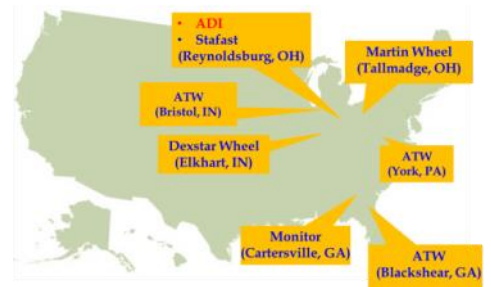 • ADI
• Stafast
(Reynoldsburg, OH)
Martin Wheel
(Tallmadge, OH)
ATW
(Bristol, IN)
Dexstar Wheel
(Elkhart, IN)
ATW
(York, PA)
Monitor
(Cartersville, GA)
ATW
(Blackshear, GA)